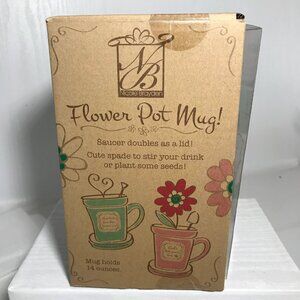 NB
Nicole Brayden
Flower Pot Mug!
Saucer doubles as a lid!
Cute spade to stir your drink
or plant some seeds!
Mug holds
14 ounces.